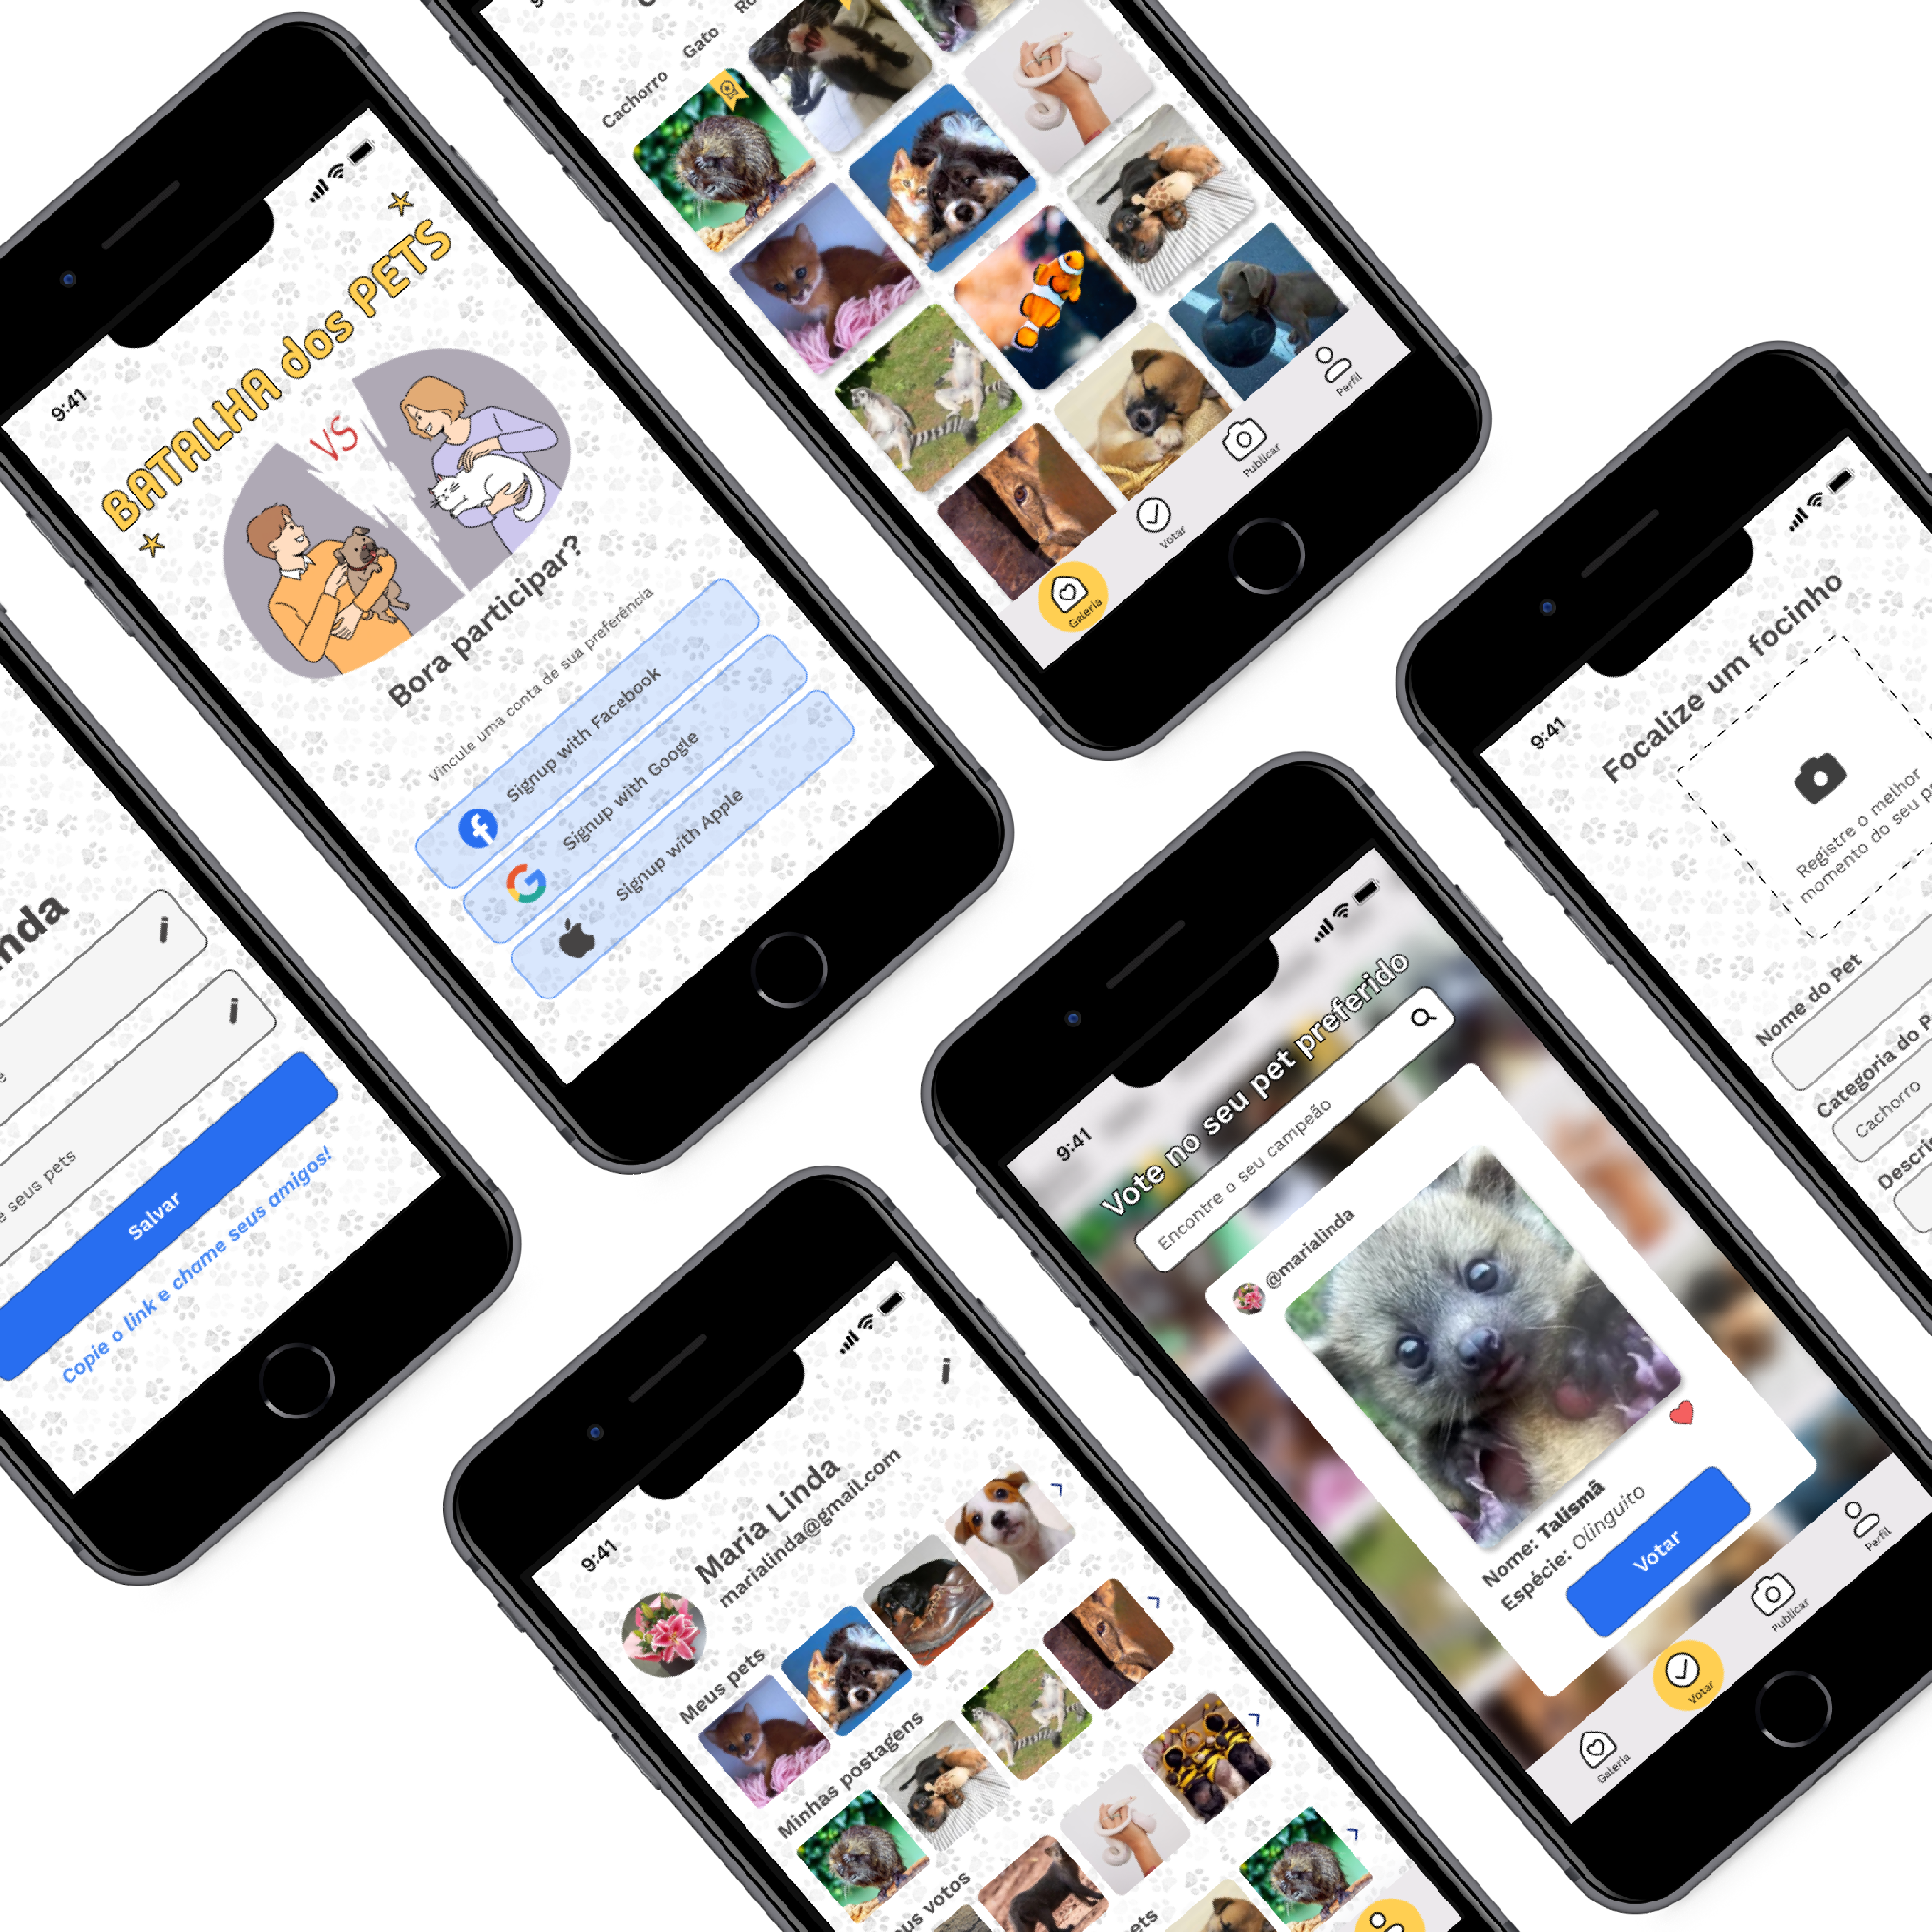 9:41
BATALHA dos PETS
VS
Bora participar?
Vincule uma conta de sua preferência
Signup with Facebook
Signup with Google
Signup with Apple
Cachorro
Gato
Galeria
Votar
Publicar
Perfil
seus pets
Salvar
Copie o link e chame seus amigos!
9:41
Maria Linda
marialinda@gmail.com
Meus pets
Minhas postagens
votos
9:41
Vote no seu pet preferido
Encontre o seu campeão
@marialinda
Nome: Talismã
Espécie: Olinguito
Votar
Galeria
Votar
Publicar
Perfil
9:41
Focalize um focinho
Registre o melhor
momento do seu
Nome do Pet
Categoria do
Cachorro